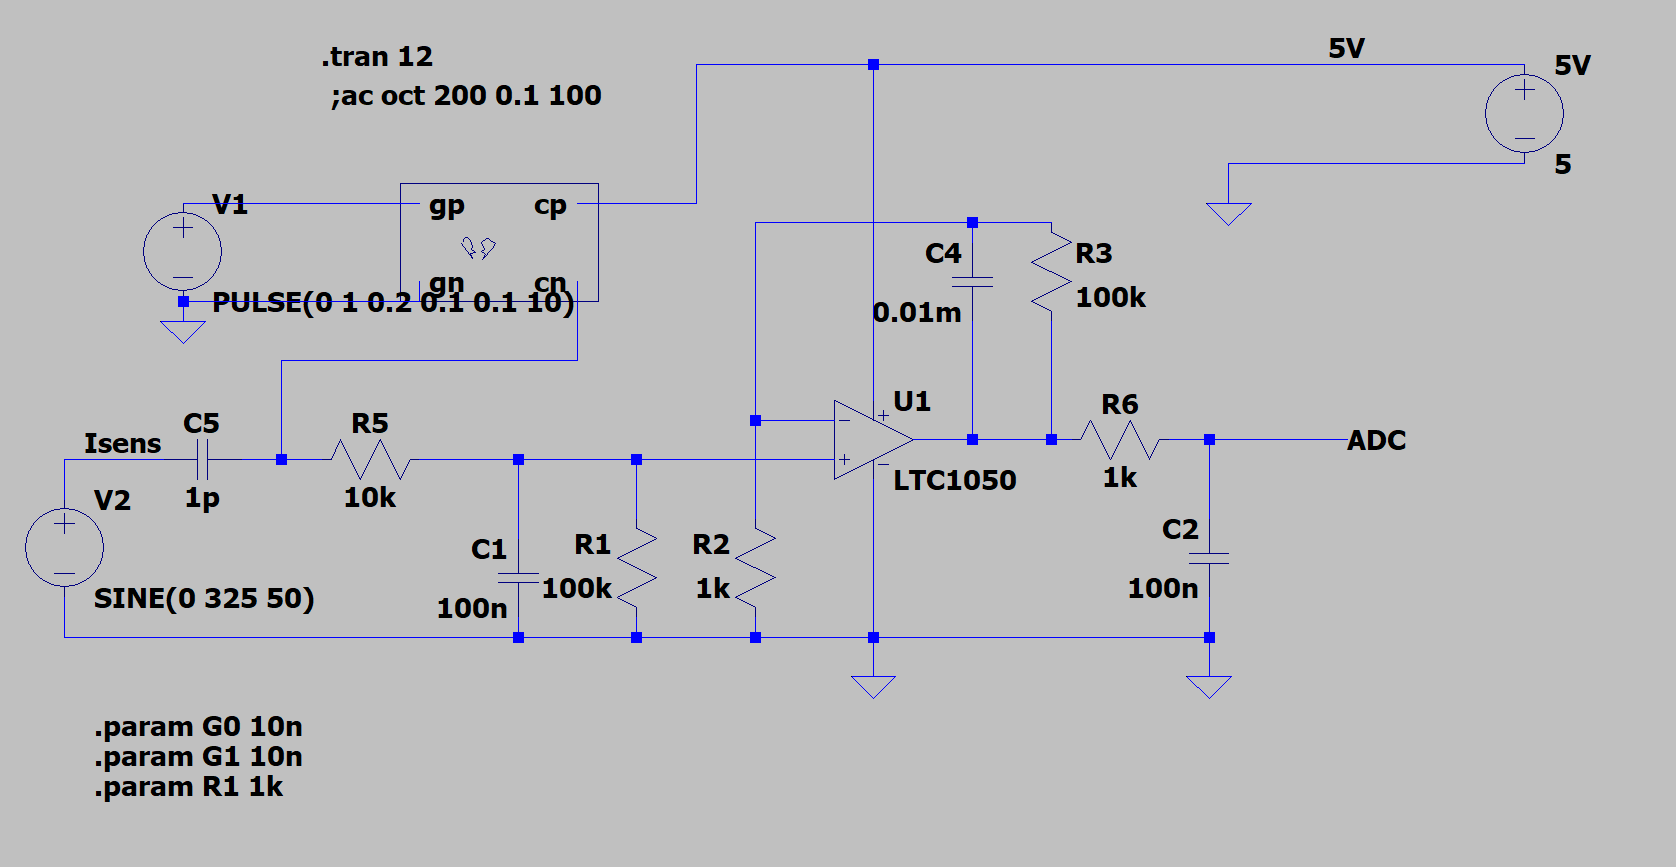 .tran 12
;ac oct 200 0.1 100
5V
5V
5
V1
gp
cp
gn
cn
PULSE(0 1 0.2 0.1 0.1 10)
C4
0.01m
R3
100k
Isens
C5
1p
R5
10k
U1
LTC1050
R6
1k
ADC
V2
SINE(0 325 50)
C1
100n
R1
100k
R2
1k
C2
100n
.param G0 10n
.param G1 10n
.param R1 1k